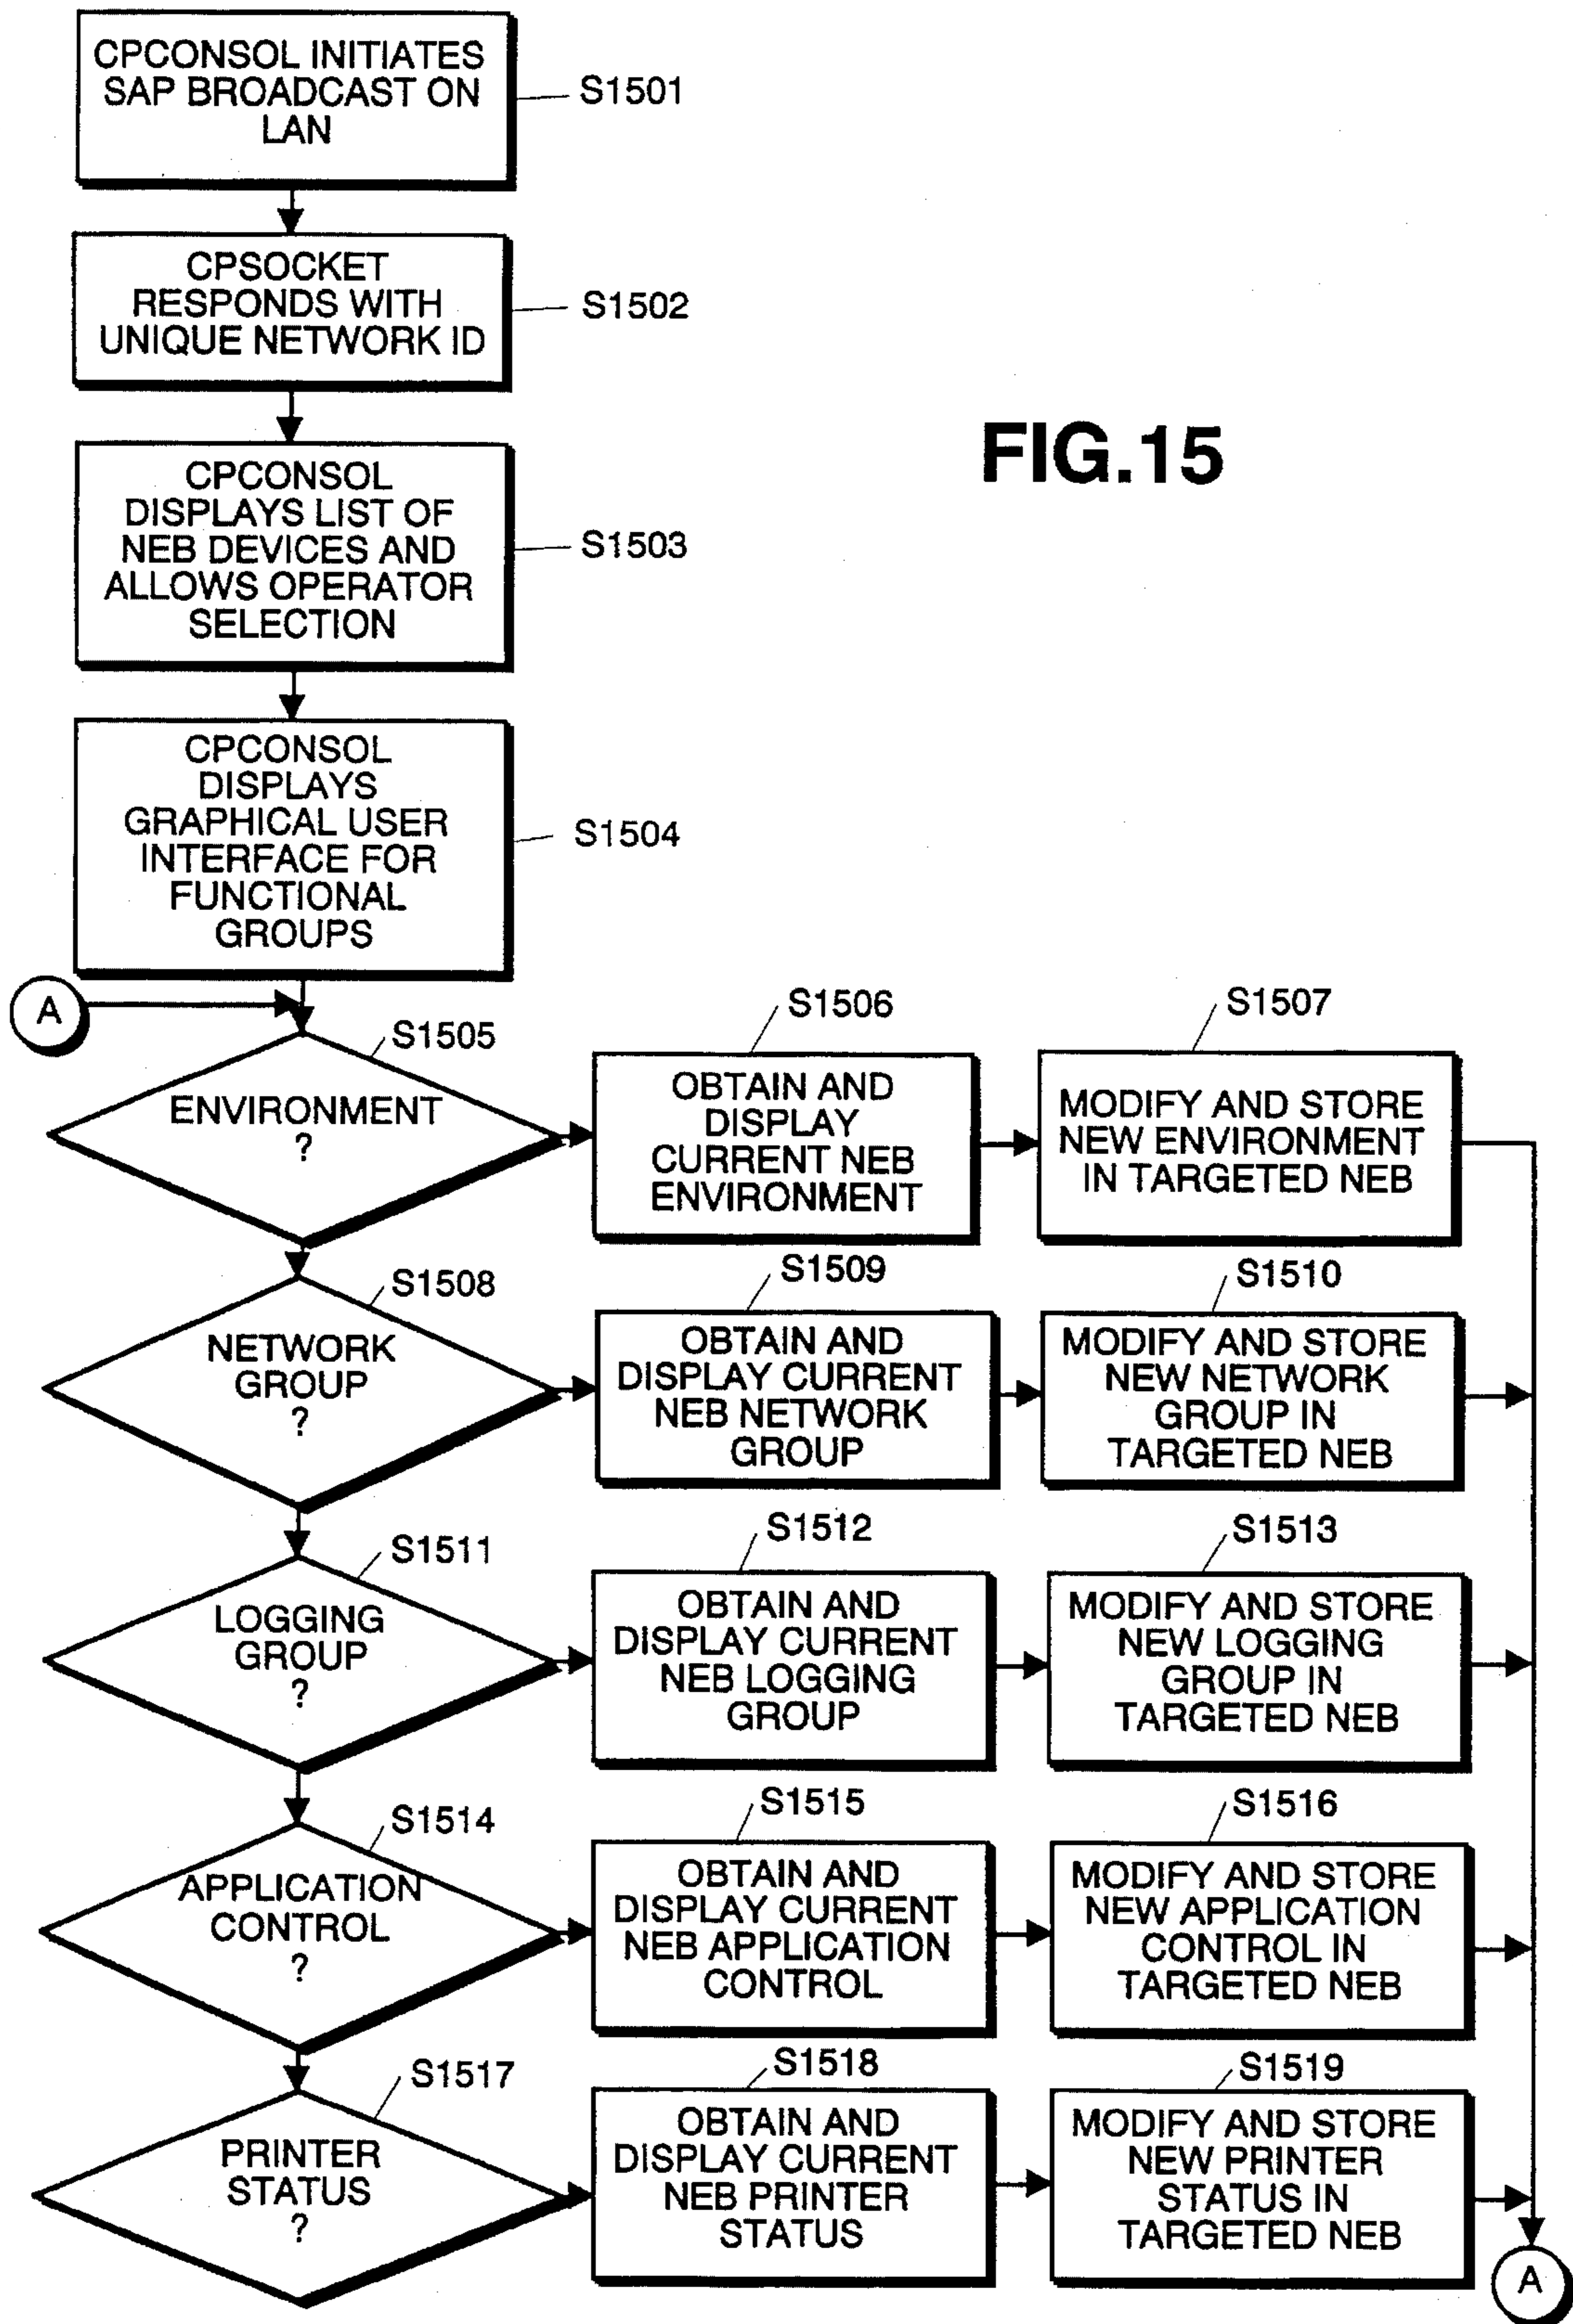 CPCONSOL INITIATES
SAP BROADCAST ON
LAN
S1501
CPSOCKET
RESPONDS WITH
UNIQUE NETWORK ID
S1502
FIG.15
CPCONSOL
DISPLAYS LIST OF
NEB DEVICES AND
ALLOWS OPERATOR
SELECTION
S1503
CPCONSOL
DISPLAYS
GRAPHICAL USER
INTERFACE FOR
FUNCTIONAL
GROUPS
S1504
A
S1505
ENVIRONMENT
?
S1506
OBTAIN AND
DISPLAY
CURRENT NEB
ENVIRONMENT
S1507
MODIFY AND STORE
NEW ENVIRONMENT
IN TARGETED NEB
S1508
NETWORK
GROUP
?
S1509
OBTAIN AND
DISPLAY CURRENT
NEB NETWORK
GROUP
S1510
MODIFY AND STORE
NEW NETWORK
GROUP IN
TARGETED NEB
S1511
LOGGING
GROUP
?
S1512
OBTAIN AND
DISPLAY CURRENT
NEB LOGGING
GROUP
S1513
MODIFY AND STORE
NEW LOGGING
GROUP IN
TARGETED NEB
S1514
APPLICATION
CONTROL
?
S1515
OBTAIN AND
DISPLAY CURRENT
NEB APPLICATION
CONTROL
S1516
MODIFY AND STORE
NEW APPLICATION
CONTROL IN
TARGETED NEB
S1517
PRINTER
STATUS
?
S1518
OBTAIN AND
DISPLAY CURRENT
NEB PRINTER
STATUS
S1519
MODIFY AND STORE
NEW PRINTER
STATUS IN
TARGETED NEB
A